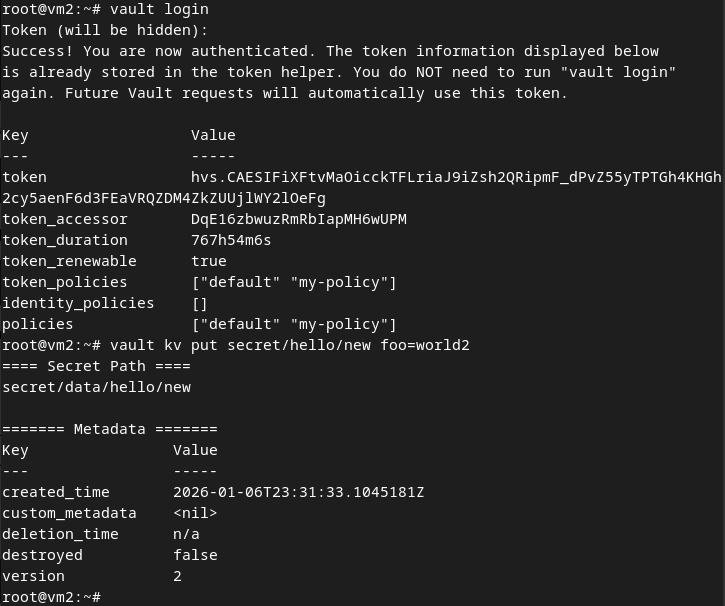 root@vm2:~# vault login
Token (will be hidden):
Success! You are now authenticated. The token information displayed below
is already stored in the token helper. You do NOT need to run "vault login"
again. Future Vault requests will automatically use this token.
Key Value
--- -----
token hvs.CAESIFiXFtvMaOicckTFLriaJ9iZsh2QRipmF_dPvZ55yTPTGh4KHGh
2cy5aenF6d3FEaVRQZDM4ZkZUUjlWY2lOeFg
token_accessor DqE16zbwuzRmRbIapMH6wUPM
token_duration 767h54m6s
token_renewable true
token_policies ["default" "my-policy"]
identity_policies []
policies ["default" "my-policy"]
root@vm2:~# vault kv put secret/hello/new foo=world2
==== Secret Path ====
secret/data/hello/new
======= Metadata =======
Key Value
--- -----
created_time 2026-01-06T23:31:33.1045181Z
custom_metadata <nil>
deletion_time n/a
destroyed false
version 2
root@vm2:~#